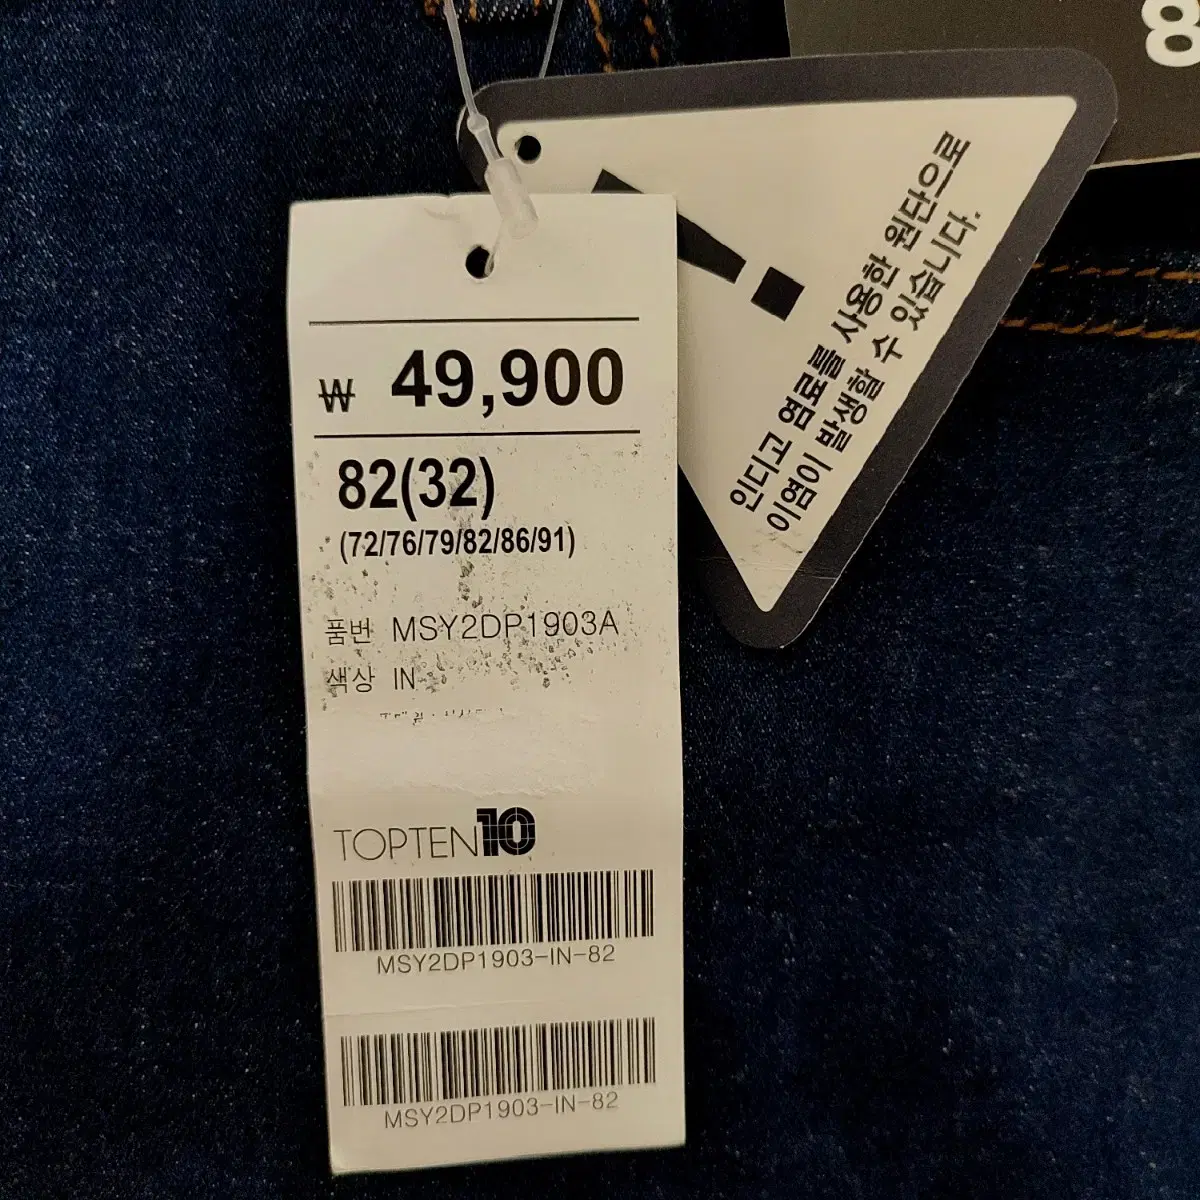 8
!
인디고 염료를 사용한 원단으로
이염이 발생할 수 있습니다.
₩ 49,900
82(32)
(72/76/79/82/86/91)
품번 MSY2DP1903A
색상 IN
TOPTEN10
MSY2DP1903-IN-82
MSY2DP1903-IN-82